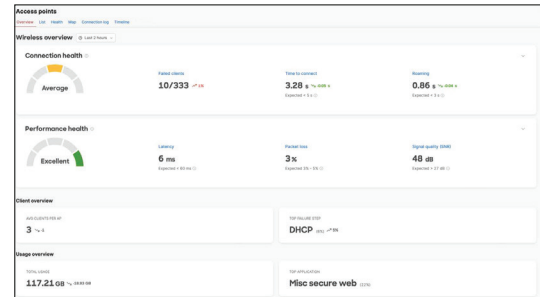 Access points
Overview List Health Map Connection log Timeline
Wireless overview Last 2 hours
Connection health
Average
Failed clients
10/333 1%
Time to connect
3.28 s
Expected < 5 s
Roaming
0.86 s
Expected < 3 s
Performance health
Excellent
Latency
6 ms
Expected < 60 ms
Packet loss
3%
Expected 3% - 5%
Signal quality (SNR)
48 dB
Expected > 27 dB
Client overview
AVG CLIENTS PER AP
3
TOP FAILURE STEP
DHCP
Usage overview
TOTAL USAGE
117.21 GB
TOP APPLICATION
Misc secure web (22%)